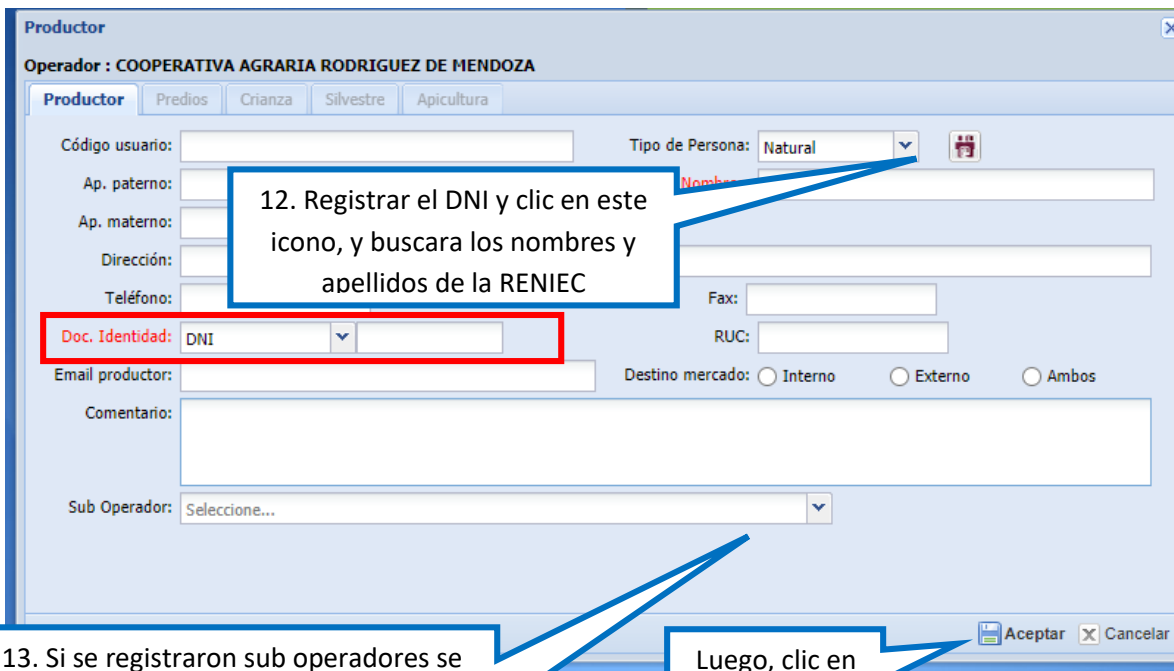 Productor
Operador : COOPERATIVA AGRARIA RODRIGUEZ DE MENDOZA
Productor Predios Crianza Silvestre Apicultura
Código usuario: Tipo de Persona: Natural
Ap. paterno:
12. Registrar el DNI y clic en este
icono, y buscara los nombres y
apellidos de la RENIEC
Ap. materno:
Dirección:
Teléfono: Fax:
Doc. Identidad: DNI RUC:
Email productor: Destino mercado: Interno Externo Ambos
Comentario:
Sub Operador: Seleccione...
Aceptar Cancelar
13. Si se registraron sub operadores se
Luego, clic en